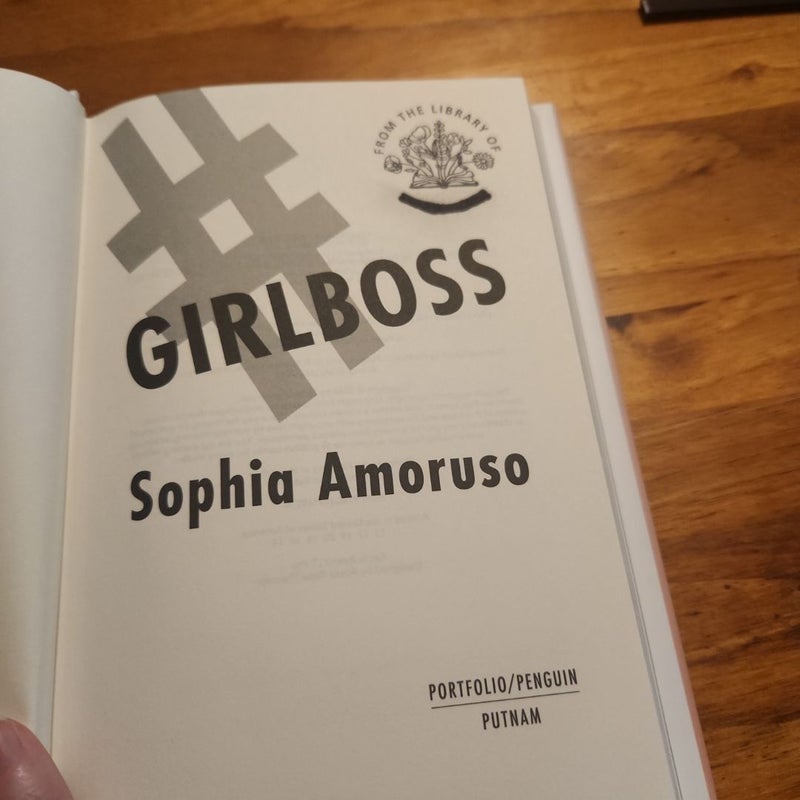 FROM THE LIBRARY OF
#
GIRLBOSS
Sophia Amoruso
PORTFOLIO/PENGUIN
PUTNAM